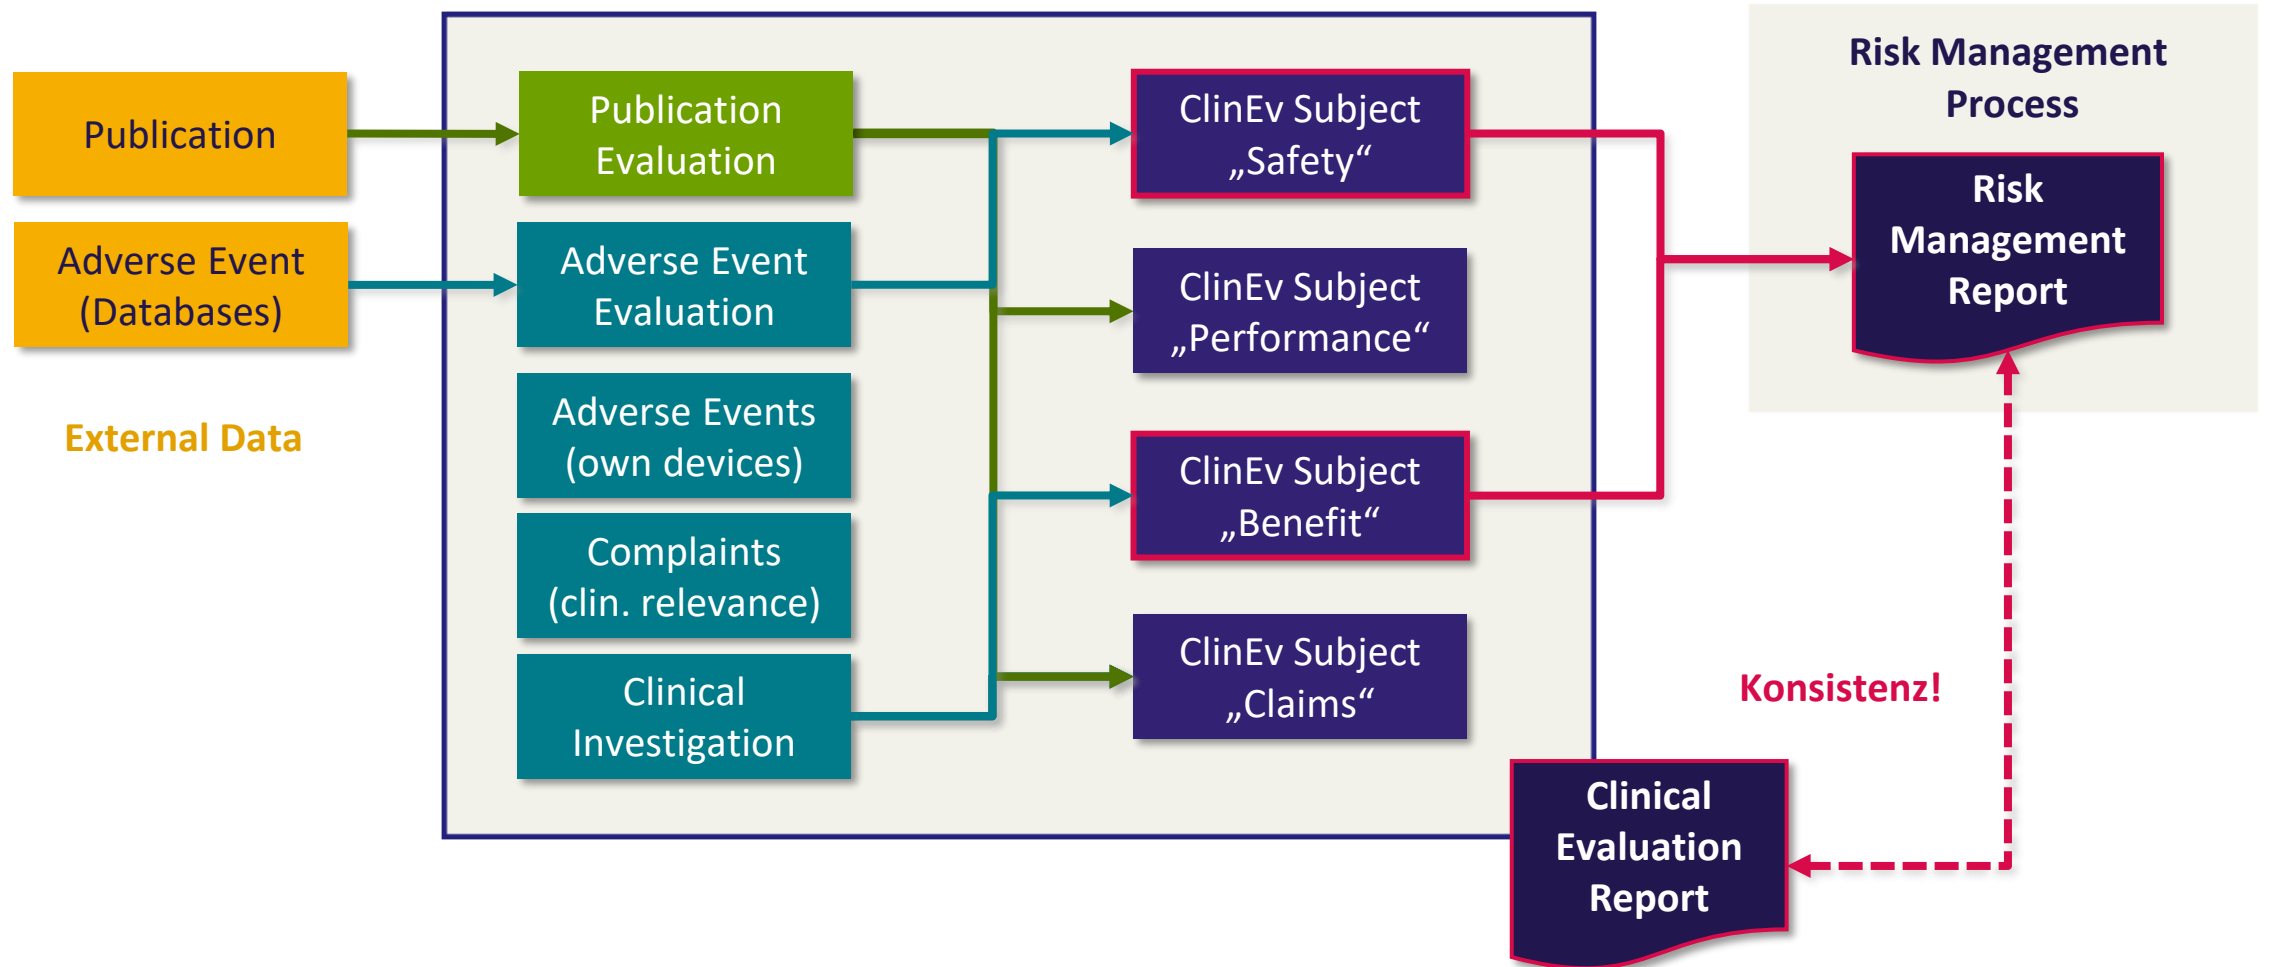 Publication
Adverse Event
(Databases)
External Data
Publication
Evaluation
Adverse Event
Evaluation
Adverse Events
(own devices)
Complaints
(clin. relevance)
Clinical
Investigation
ClinEv Subject
„Safety“
ClinEv Subject
„Performance“
ClinEv Subject
„Benefit“
ClinEv Subject
„Claims“
Risk Management
Process
Risk
Management
Report
Konsistenz!
Clinical
Evaluation
Report